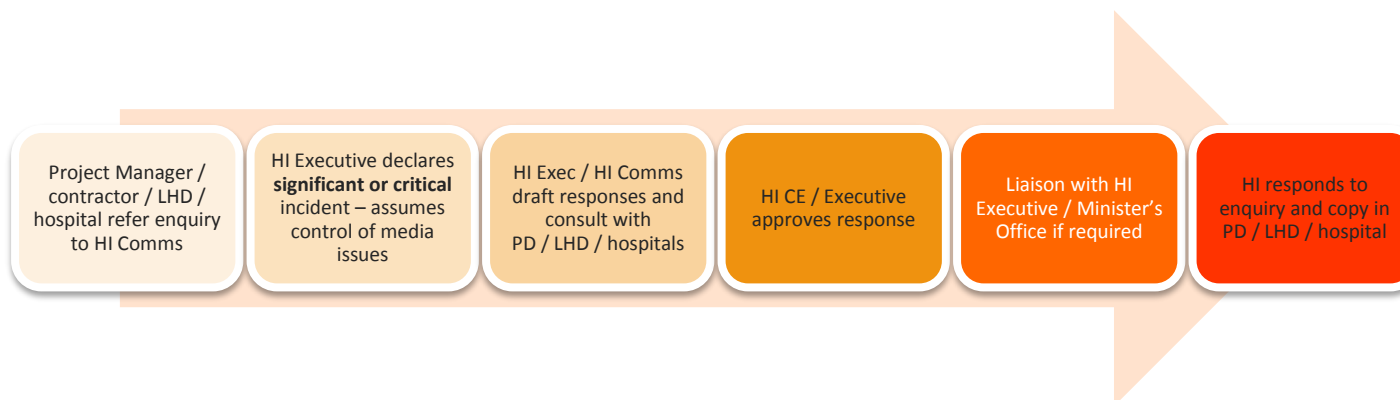 Project Manager /
contractor / LHD /
hospital refer enquiry
to HI Comms
HI Executive declares
significant or critical
incident – assumes
control of media
issues
HI Exec / HI Comms
draft responses and
consult with
PD / LHD / hospitals
HI CE / Executive
approves response
Liaison with HI
Executive / Minister’s
Office if required
HI responds to
enquiry and copy in
PD / LHD / hospital